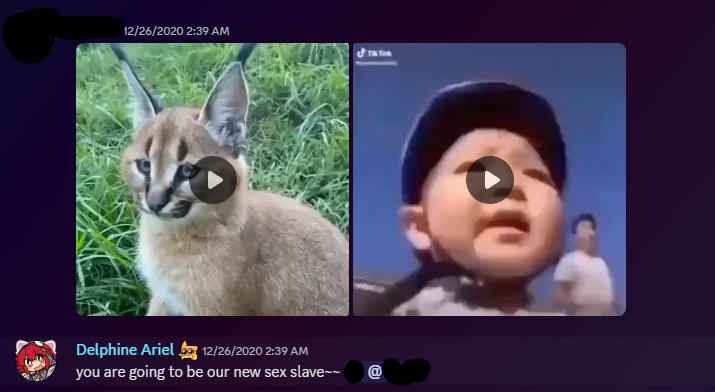 12/26/2020 2:39 AM
TikTok
Delphine Ariel 12/26/2020 2:39 AM
you are going to be our new sex slave~~ @